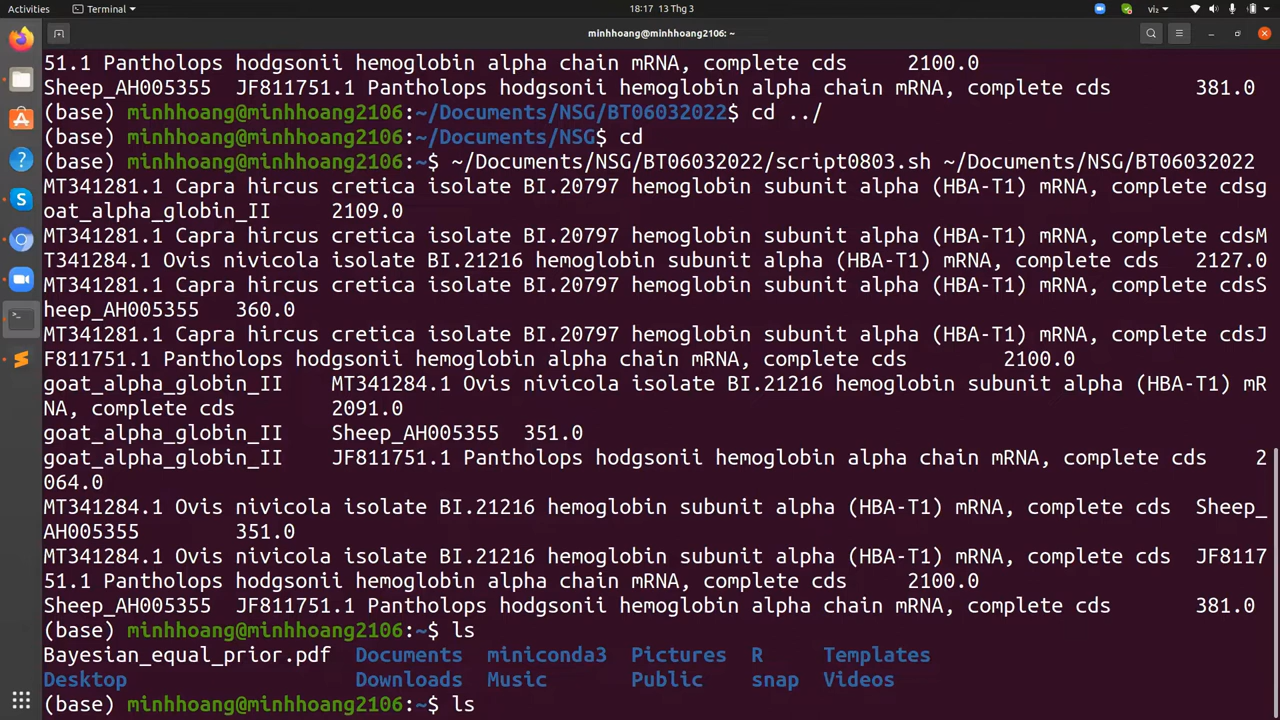 Activities Terminal 18:17 13 Thg 3 viz
minhhoang@minhhoang2106: ~
51.1 Pantholops hodgsonii hemoglobin alpha chain mRNA, complete cds 2100.0
Sheep_AH005355 JF811751.1 Pantholops hodgsonii hemoglobin alpha chain mRNA, complete cds 381.0
(base) minhhoang@minhhoang2106:~/Documents/NSG/BT06032022$ cd ../
(base) minhhoang@minhhoang2106:~/Documents/NSG$ cd
(base) minhhoang@minhhoang2106:~$ ~/Documents/NSG/BT06032022/script0803.sh ~/Documents/NSG/BT06032022
MT341281.1 Capra hircus cretica isolate BI.20797 hemoglobin subunit alpha (HBA-T1) mRNA, complete cdsg
oat_alpha_globin_II 2109.0
MT341281.1 Capra hircus cretica isolate BI.20797 hemoglobin subunit alpha (HBA-T1) mRNA, complete cdsM
T341284.1 Ovis nivicola isolate BI.21216 hemoglobin subunit alpha (HBA-T1) mRNA, complete cds 2127.0
MT341281.1 Capra hircus cretica isolate BI.20797 hemoglobin subunit alpha (HBA-T1) mRNA, complete cdsS
heep_AH005355 360.0
MT341281.1 Capra hircus cretica isolate BI.20797 hemoglobin subunit alpha (HBA-T1) mRNA, complete cdsJ
F811751.1 Pantholops hodgsonii hemoglobin alpha chain mRNA, complete cds 2100.0
goat_alpha_globin_II MT341284.1 Ovis nivicola isolate BI.21216 hemoglobin subunit alpha (HBA-T1) mR
NA, complete cds 2091.0
goat_alpha_globin_II Sheep_AH005355 351.0
goat_alpha_globin_II JF811751.1 Pantholops hodgsonii hemoglobin alpha chain mRNA, complete cds 2
064.0
MT341284.1 Ovis nivicola isolate BI.21216 hemoglobin subunit alpha (HBA-T1) mRNA, complete cds Sheep_
AH005355 351.0
MT341284.1 Ovis nivicola isolate BI.21216 hemoglobin subunit alpha (HBA-T1) mRNA, complete cds JF8117
51.1 Pantholops hodgsonii hemoglobin alpha chain mRNA, complete cds 2100.0
Sheep_AH005355 JF811751.1 Pantholops hodgsonii hemoglobin alpha chain mRNA, complete cds 381.0
(base) minhhoang@minhhoang2106:~$ ls
Bayesian_equal_prior.pdf Documents miniconda3 Pictures R Templates
Desktop Downloads Music Public snap Videos
(base) minhhoang@minhhoang2106:~$ ls